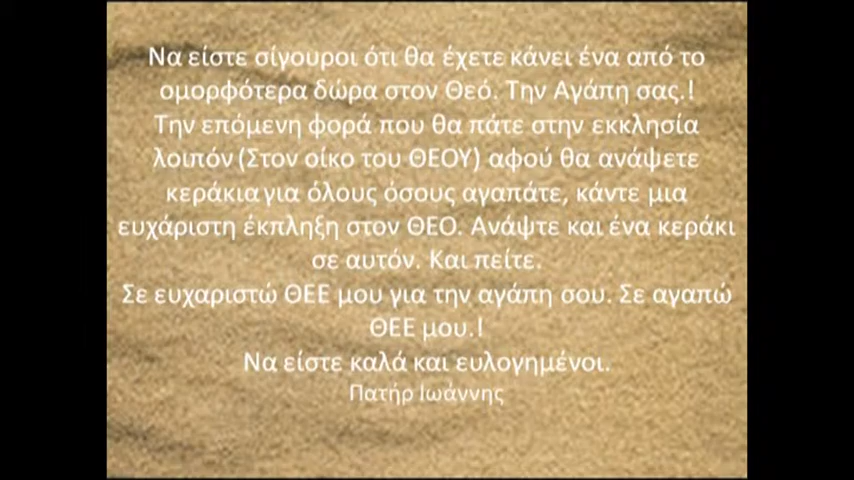 Να είστε σίγουροι ότι θα έχετε κάνει ένα από το
ομορφότερα δώρα στον Θεό. Την Αγάπη σας.!
Την επόμενη φορά που θα πάτε στην εκκλησία
λοιπόν (Στον οίκο του ΘΕΟΥ) αφού θα ανάψετε
κεράκια για όλους όσους αγαπάτε, κάντε μια
ευχάριστη έκπληξη στον ΘΕΟ. Ανάψτε και ένα κεράκι
σε αυτόν. Και πείτε.
Σε ευχαριστώ ΘΕΕ μου για την αγάπη σου. Σε αγαπώ
ΘΕΕ μου.!
Να είστε καλά και ευλογημένοι.
Πατήρ Ιωάννης